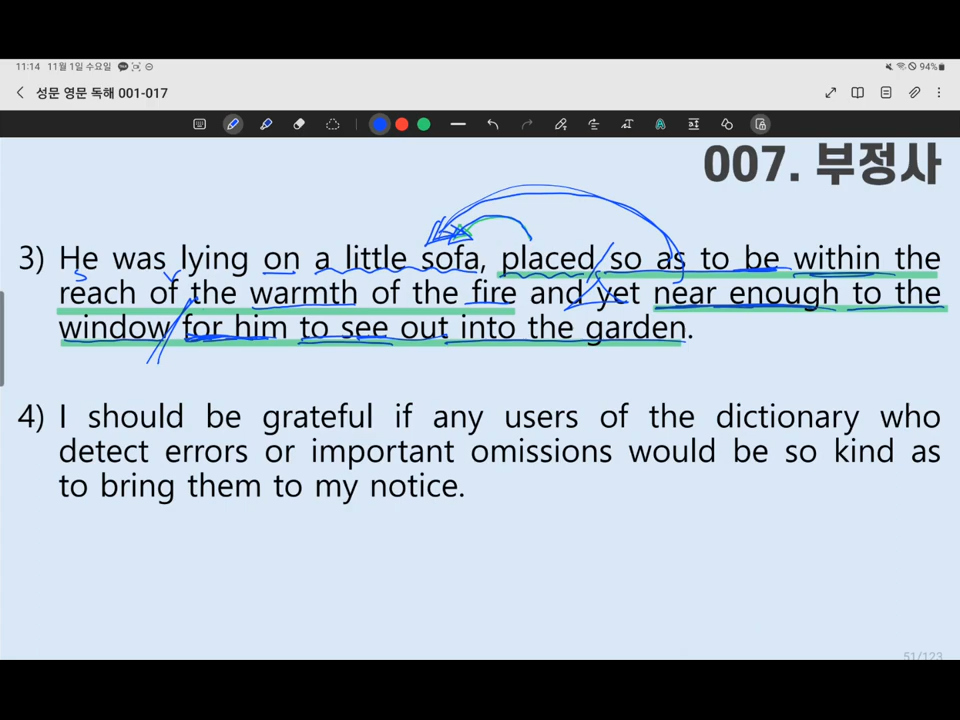 11:14 11월 1일 수요일 94%
성문 영문 독해 001-017
007. 부정사
3) He was lying on a little sofa, placed so as to be within the
reach of the warmth of the fire and yet near enough to the
window for him to see out into the garden.
S V
4) I should be grateful if any users of the dictionary who
detect errors or important omissions would be so kind as
to bring them to my notice.
51/123